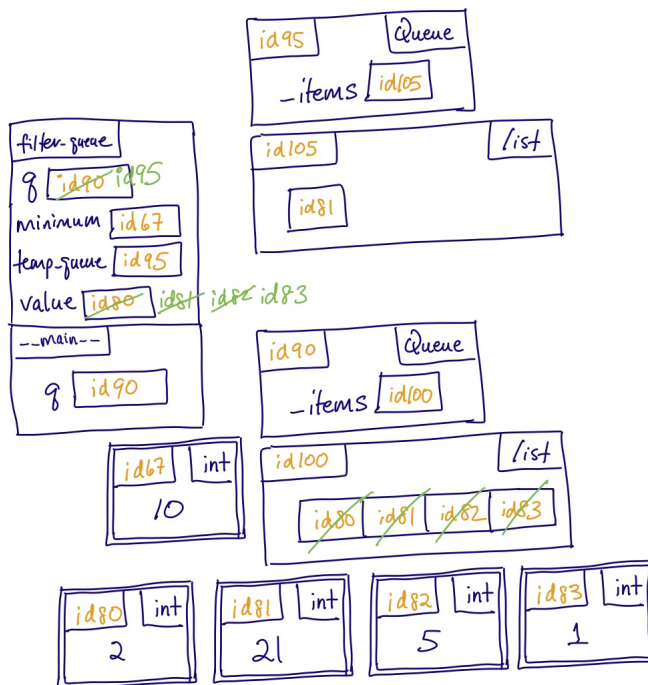 id95 Queue
_items id105
id105 list
id81
filter-queue
q id90 id95
minimum id67
temp-queue id95
value id80 id81 id82 id83
--main--
q id90
id90 Queue
_items id100
id100 list
id80 id81 id82 id83
id67 int
10
id80 int
2
id81 int
21
id82 int
5
id83 int
1